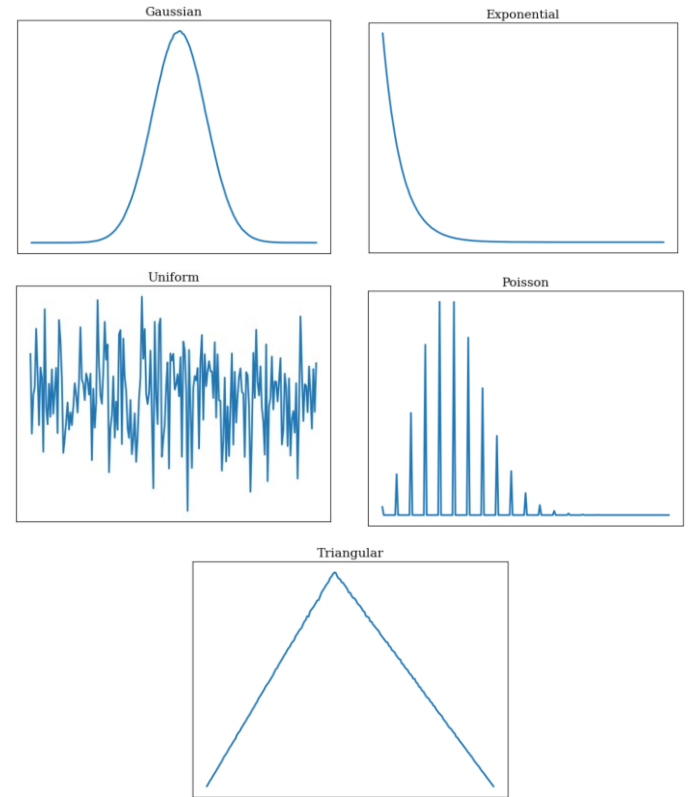 Gaussian
Exponential
Uniform
Poisson
Triangular